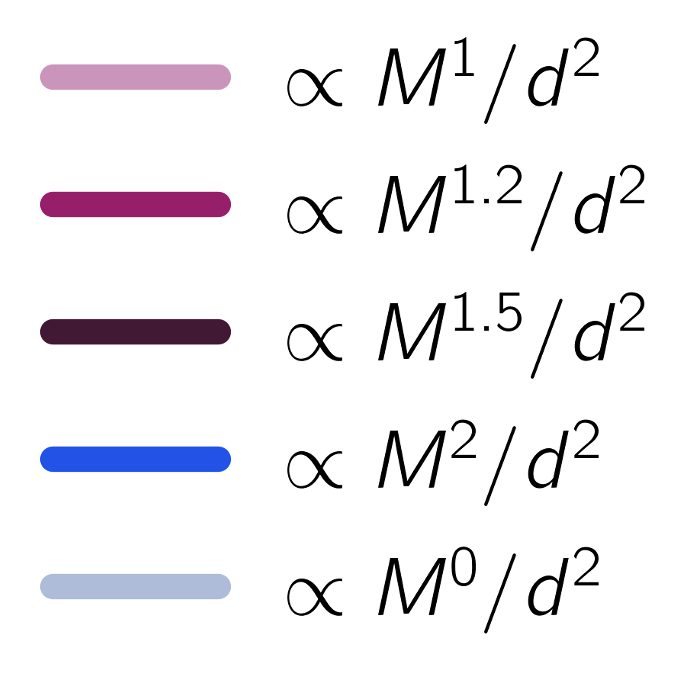 ∝ M¹/d²
∝ M¹·²/d²
∝ M¹·⁵/d²
∝ M²/d²
∝ M⁰/d²